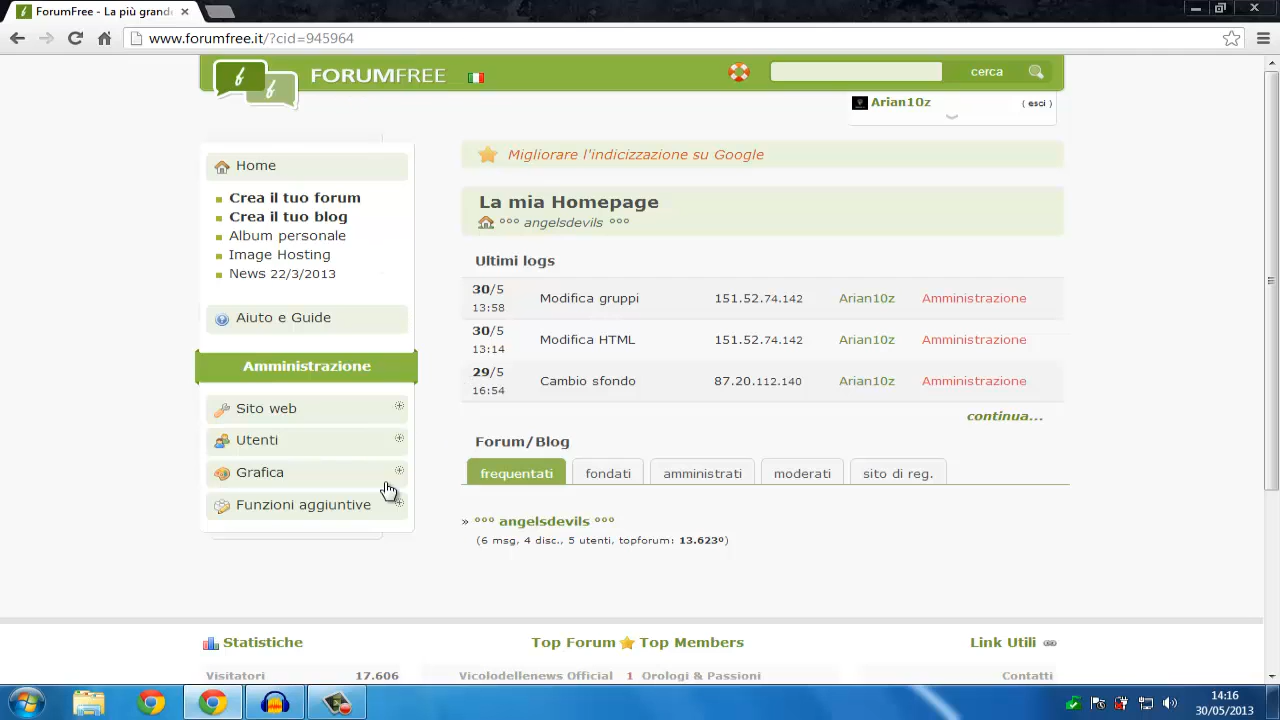 ForumFree - La più grand
www.forumfree.it/?cid=945964
FORUMFREE
cerca
Arian10z
( esci )
Home
Crea il tuo forum
Crea il tuo blog
Album personale
Image Hosting
News 22/3/2013
Aiuto e Guide
Amministrazione
Sito web
Utenti
Grafica
Funzioni aggiuntive
Migliorare l'indicizzazione su Google
La mia Homepage
°°° angelsdevils °°°
Ultimi logs
30/5 13:58 Modifica gruppi 151.52.74.142 Arian10z Amministrazione
30/5 13:14 Modifica HTML 151.52.74.142 Arian10z Amministrazione
29/5 16:54 Cambio sfondo 87.20.112.140 Arian10z Amministrazione
continua...
Forum/Blog
frequentati fondati amministrati moderati sito di reg.
» °°° angelsdevils °°°
(6 msg, 4 disc., 5 utenti, topforum: 13.623º)
Statistiche
Top Forum Top Members
Link Utili
Visitatori 17.606
Vicolodellenews Official 1 Orologi & Passioni
Contatti
14:16
30/05/2013